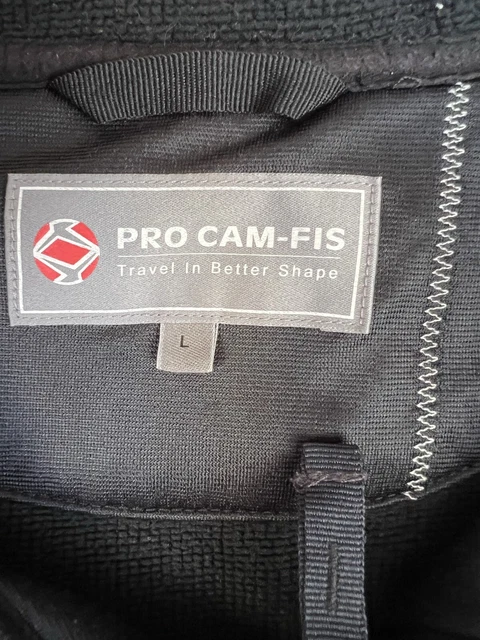 PRO CAM-FIS
Travel In Better Shape
L